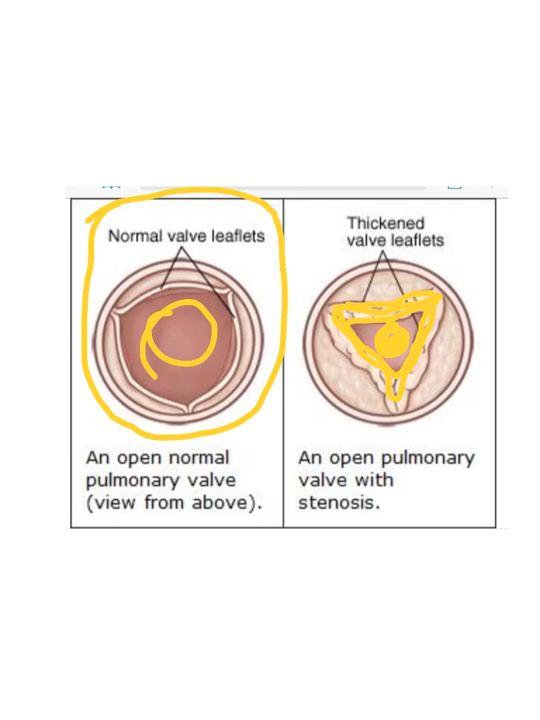 Normal valve leaflets
Thickened
valve leaflets
An open normal
pulmonary valve
(view from above).
An open pulmonary
valve with
stenosis.